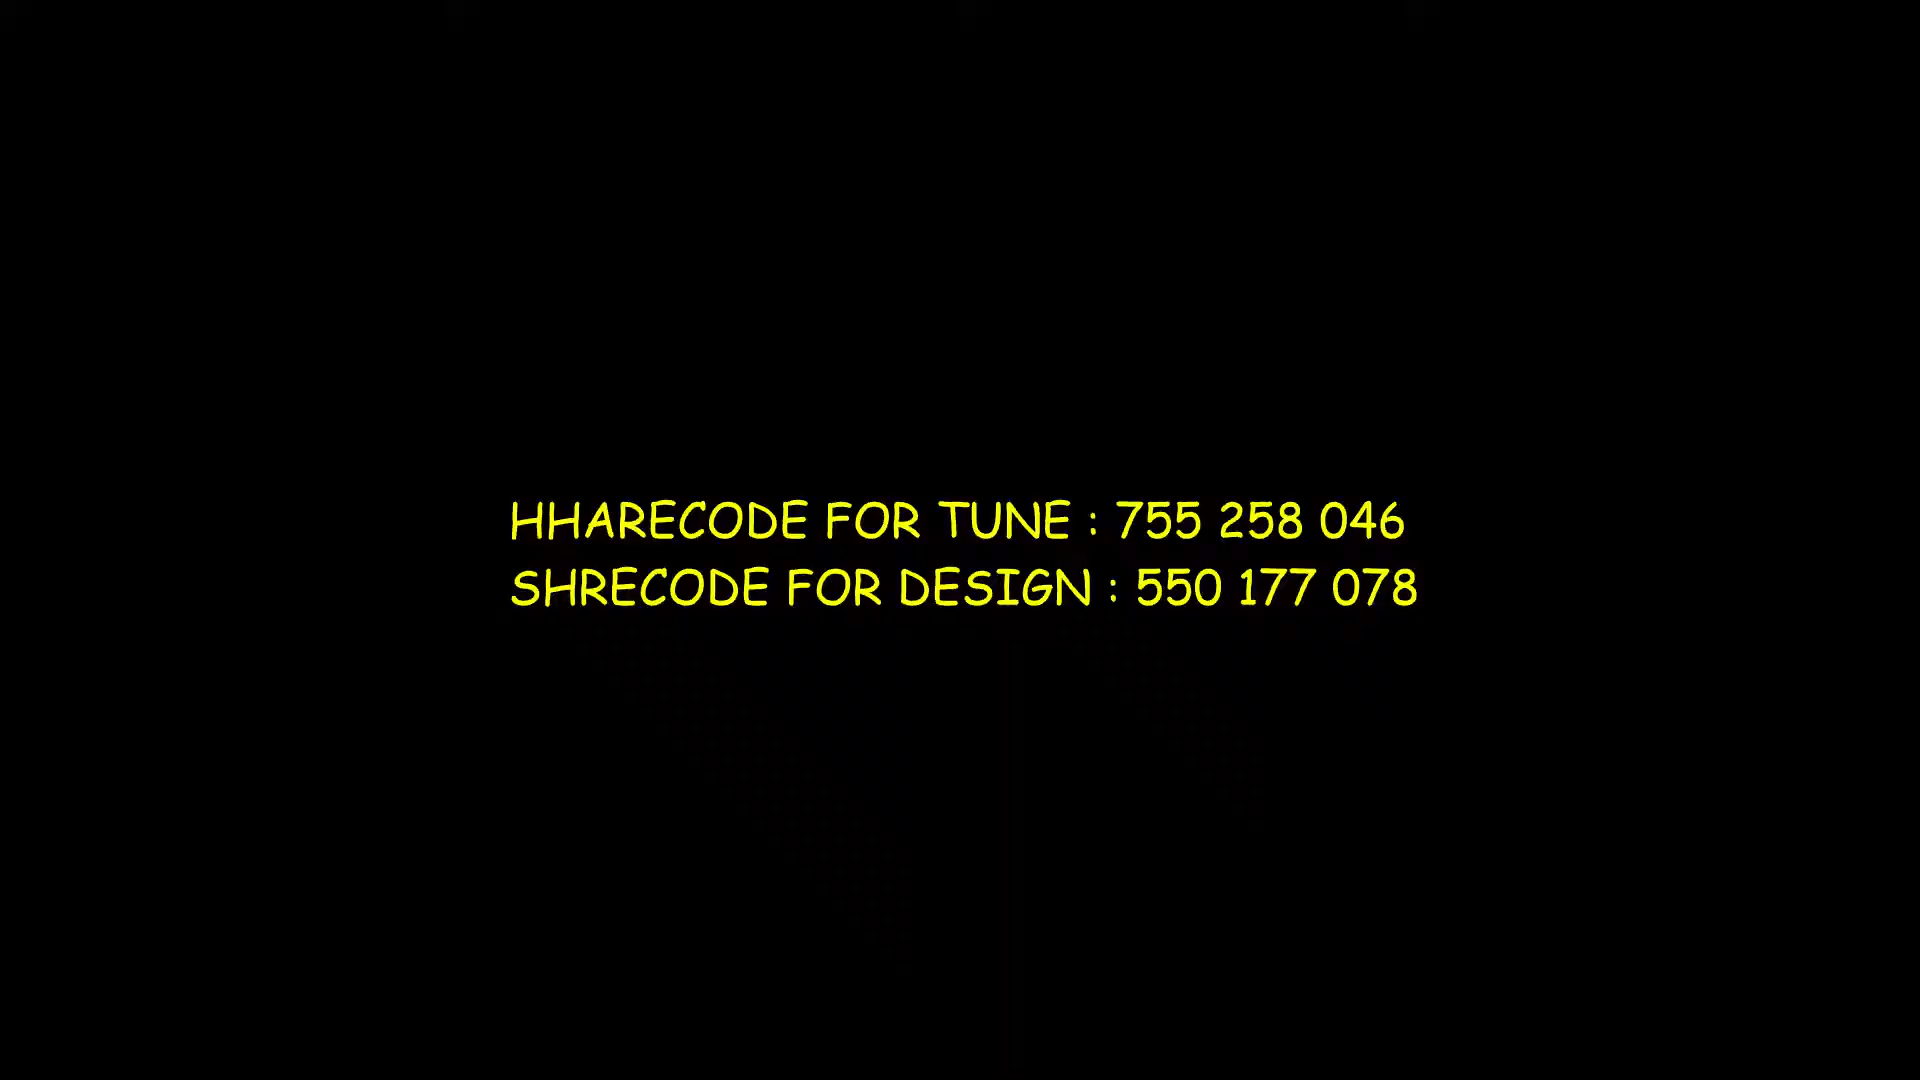 HHARECODE FOR TUNE : 755 258 046
SHRECODE FOR DESIGN : 550 177 078